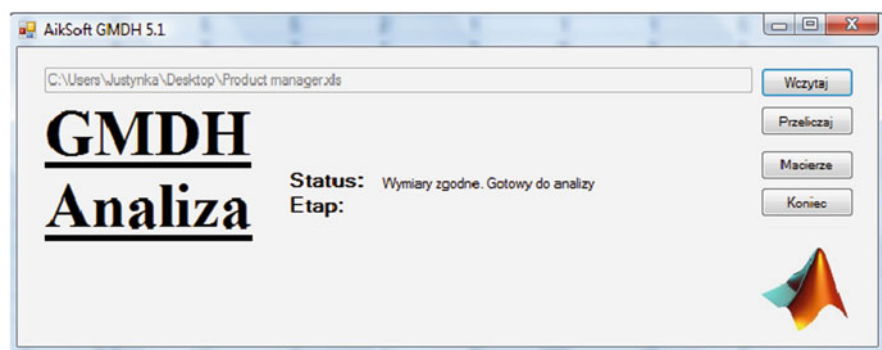 AikSoft GMDH 5.1
C:\Users\Justynka\Desktop\Product manager.xls
Wczytaj
GMDH
Przeliczaj
Analiza
Status: Wymiary zgodne. Gotowy do analizy
Etap:
Macierze
Koniec